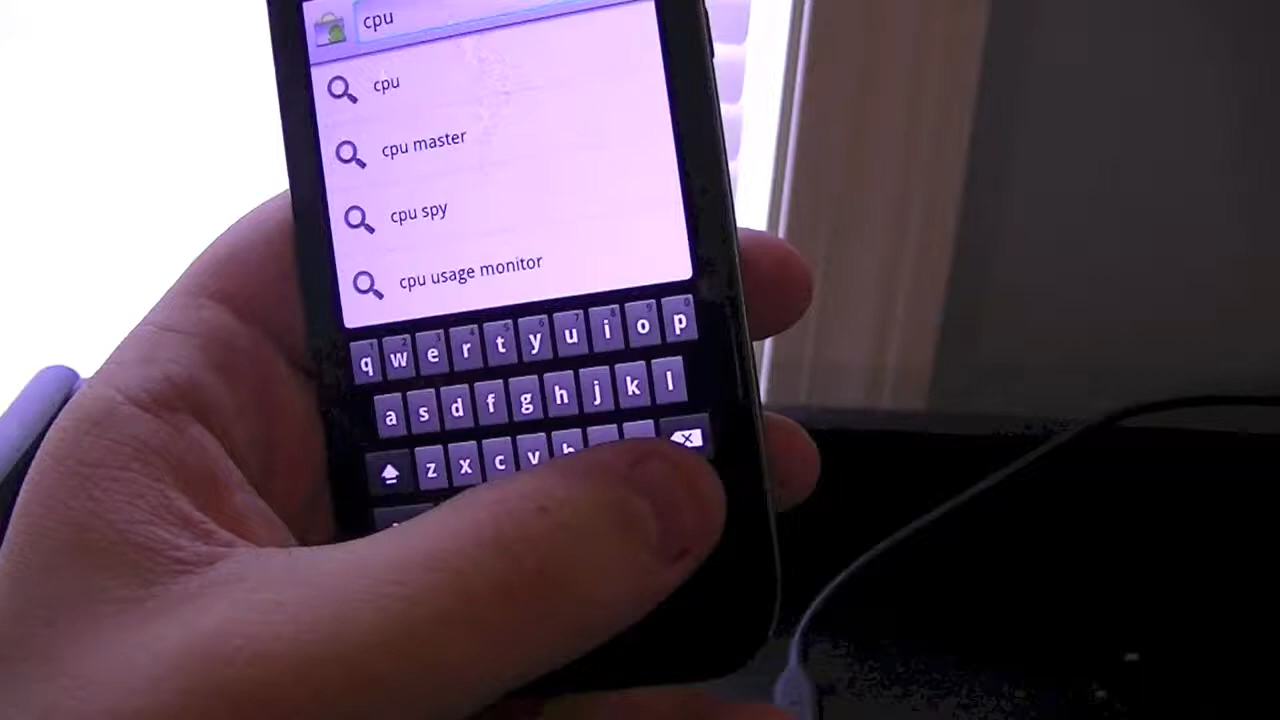 cpu
cpu
cpu master
cpu spy
cpu usage monitor
q w e r t y u i o p
a s d f g h j k l
z x c v b